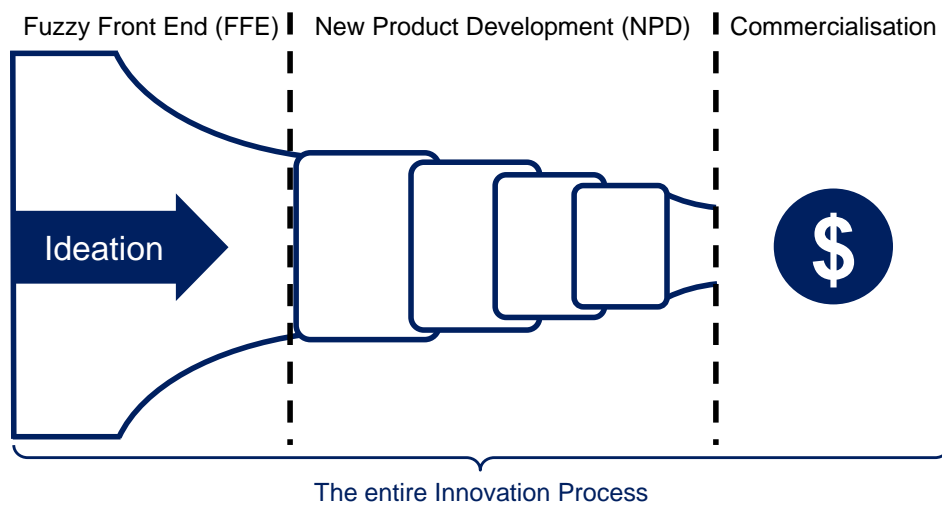 Fuzzy Front End (FFE)
New Product Development (NPD)
Commercialisation
Ideation
$
The entire Innovation Process